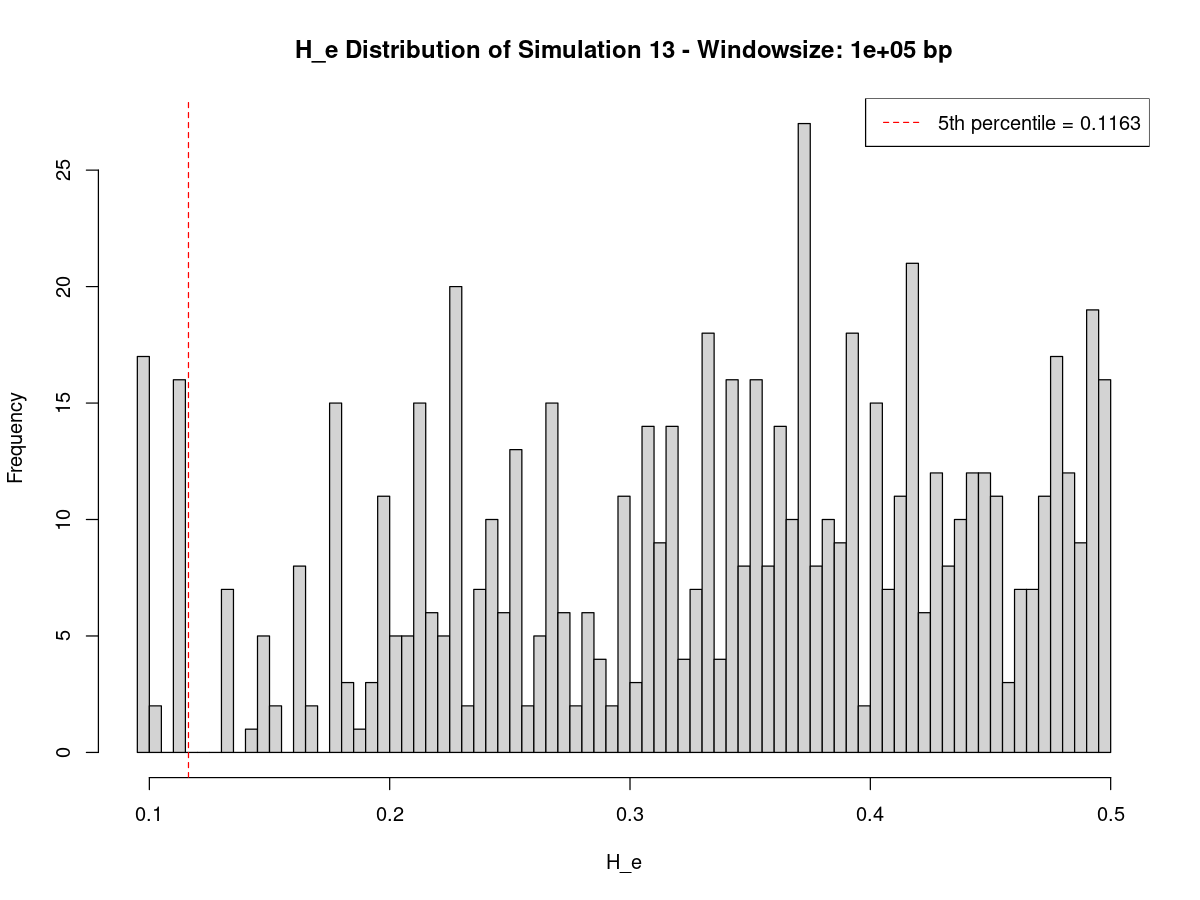 H_e Distribution of Simulation 13 - Windowsize: 1e+05 bp
5th percentile = 0.1163
25
20
15
10
5
0
Frequency
0.1 0.2 0.3 0.4 0.5
H_e